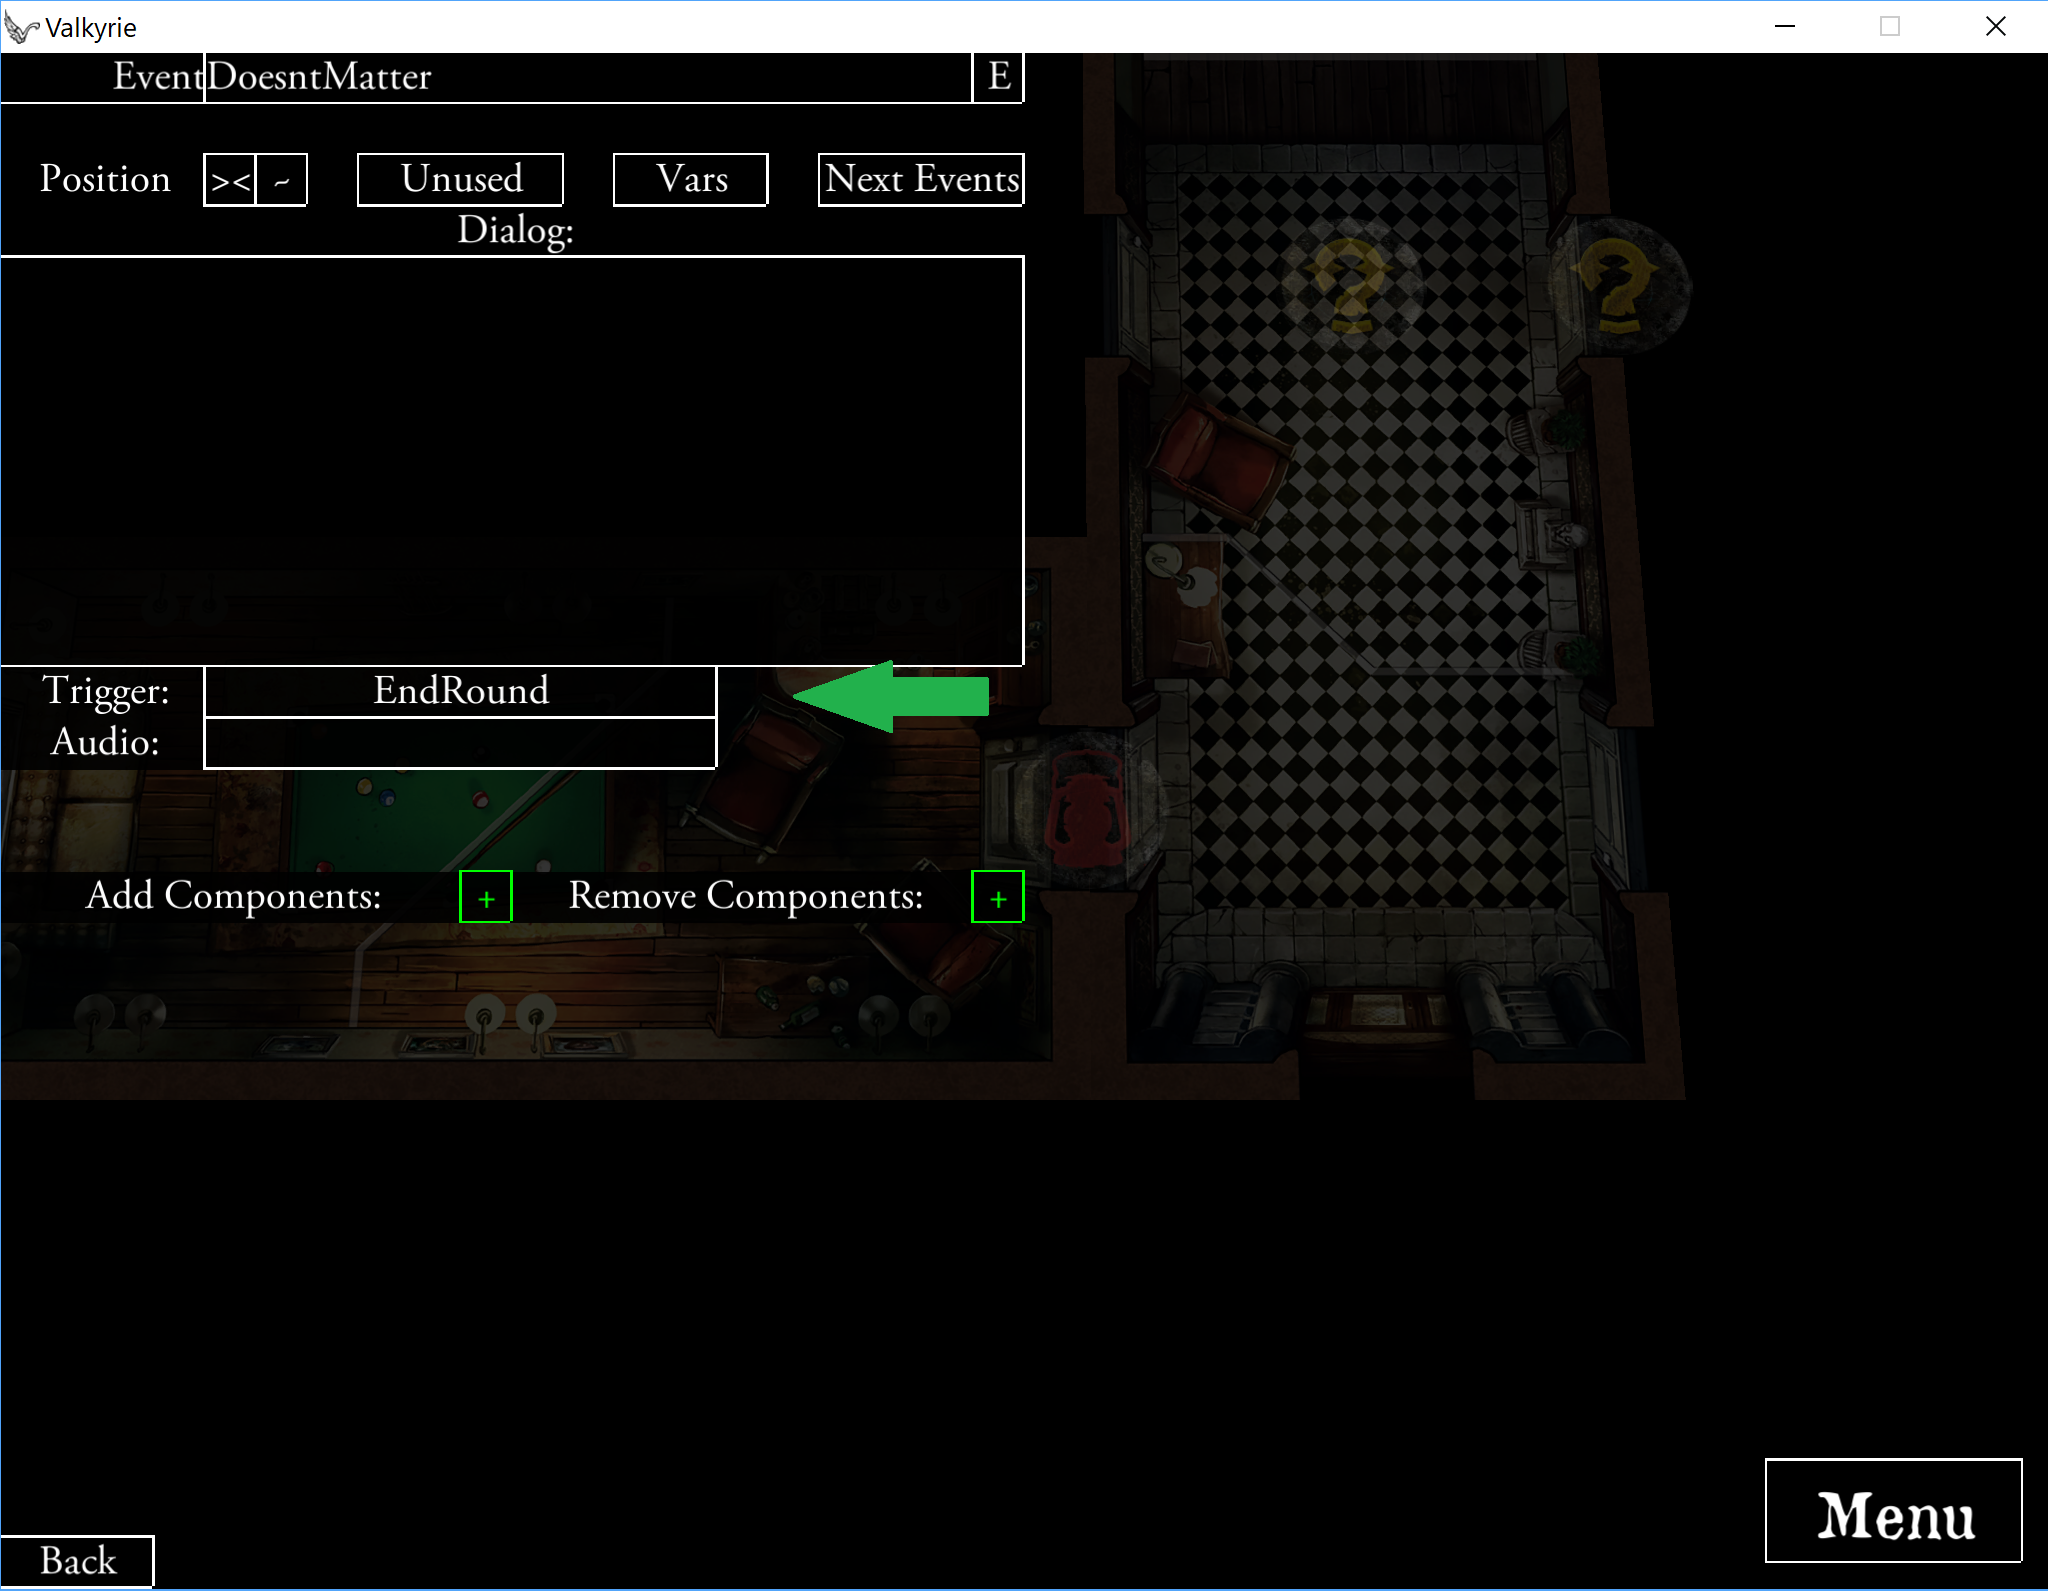 Valkyrie
Event DoesntMatter E
Position >< ~ Unused Vars Next Events
Dialog:
Trigger: EndRound
Audio:
Add Components: + Remove Components: +
Menu
Back